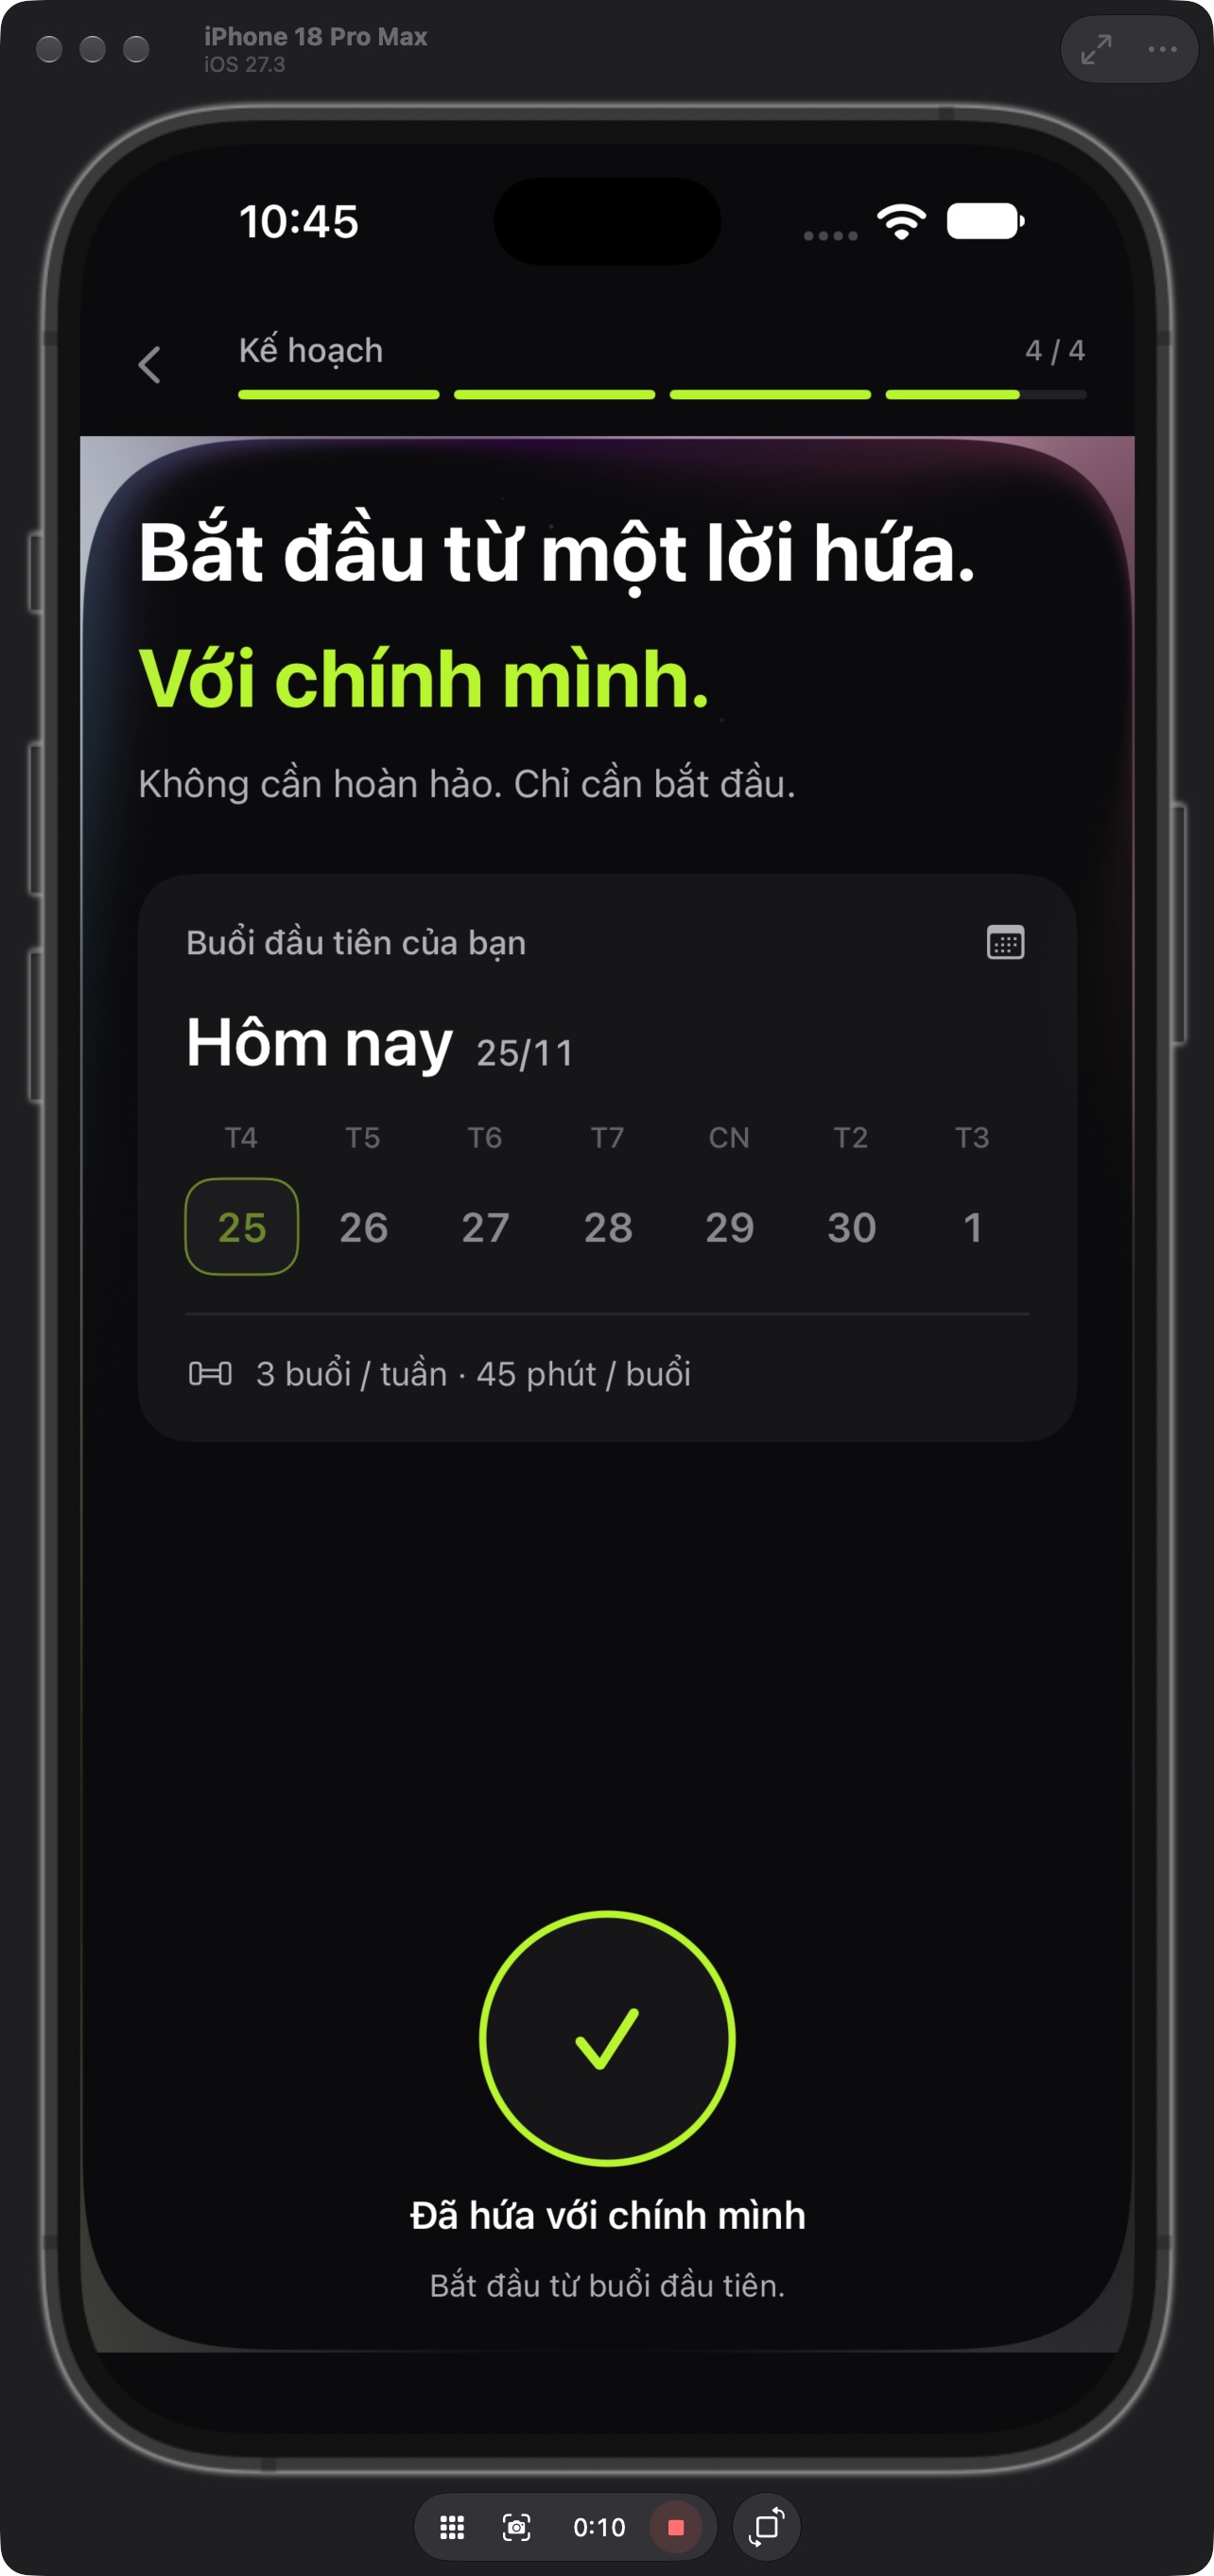 iPhone 18 Pro Max
iOS 27.3
10:45
Kế hoạch 4 / 4
Bắt đầu từ một lời hứa.
Với chính mình.
Không cần hoàn hảo. Chỉ cần bắt đầu.
Buổi đầu tiên của bạn
Hôm nay 25/11
T4 T5 T6 T7 CN T2 T3
25 26 27 28 29 30 1
3 buổi / tuần · 45 phút / buổi
Đã hứa với chính mình
Bắt đầu từ buổi đầu tiên.
0:10